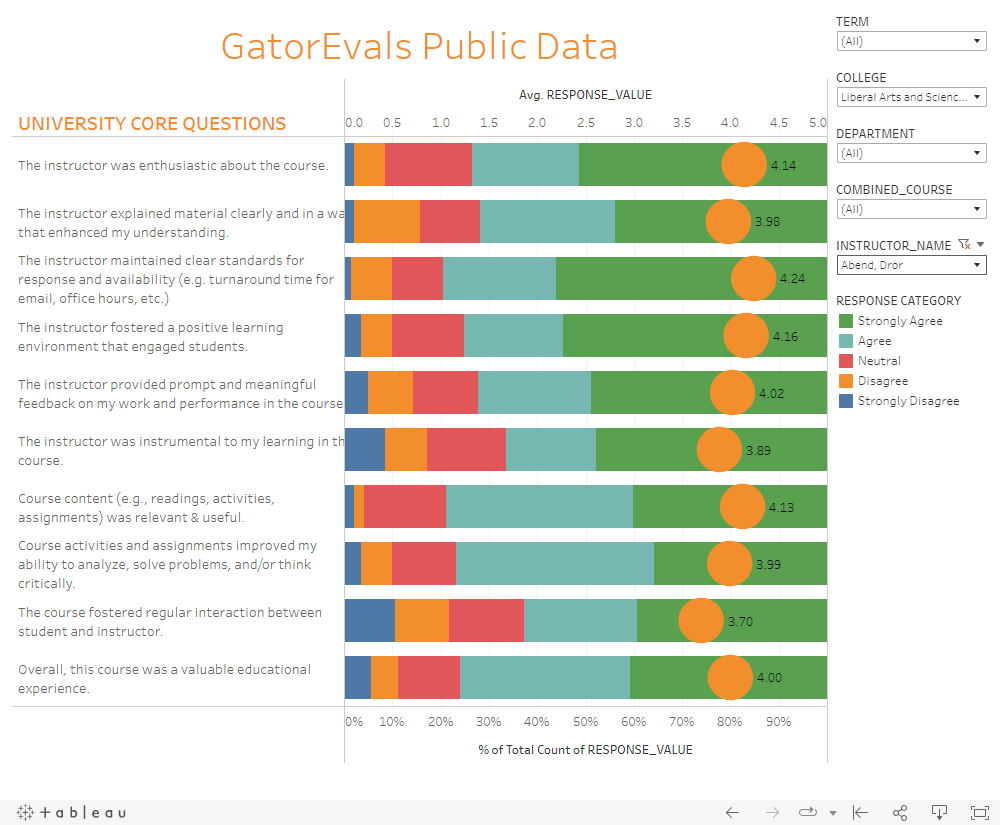 GatorEvals Public Data
TERM
(All)
COLLEGE
Liberal Arts and Scienc...
DEPARTMENT
(All)
COMBINED_COURSE
(All)
INSTRUCTOR_NAME
Abend, Dror
RESPONSE CATEGORY
Strongly Agree
Agree
Neutral
Disagree
Strongly Disagree
Avg. RESPONSE_VALUE
UNIVERSITY CORE QUESTIONS
0.0 0.5 1.0 1.5 2.0 2.5 3.0 3.5 4.0 4.5 5.0
The instructor was enthusiastic about the course.
4.14
The instructor explained material clearly and in a wa
that enhanced my understanding.
3.98
The instructor maintained clear standards for
response and availability (e.g. turnaround time for
email, office hours, etc.)
4.24
The instructor fostered a positive learning
environment that engaged students.
4.16
The instructor provided prompt and meaningful
feedback on my work and performance in the course
4.02
The instructor was instrumental to my learning in th
course.
3.89
Course content (e.g., readings, activities,
assignments) was relevant & useful.
4.13
Course activities and assignments improved my
ability to analyze, solve problems, and/or think
critically.
3.99
The course fostered regular interaction between
student and instructor.
3.70
Overall, this course was a valuable educational
experience.
4.00
0% 10% 20% 30% 40% 50% 60% 70% 80% 90%
% of Total Count of RESPONSE_VALUE
tableau